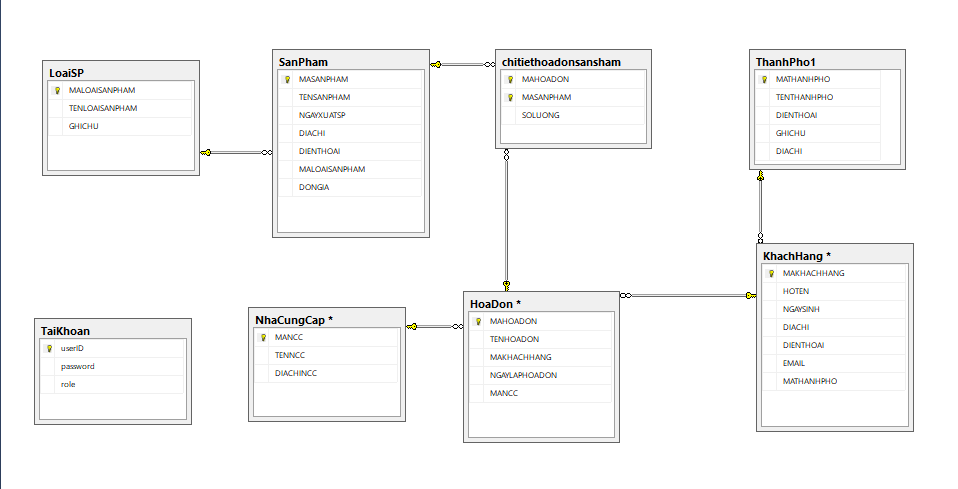 LoaiSP
MALOAISANPHAM
TENLOAISANPHAM
GHICHU
SanPham
MASANPHAM
TENSANPHAM
NGAYXUATSP
DIACHI
DIENTHOAI
MALOAISANPHAM
DONGIA
chitiethoadonsansham
MAHOADON
MASANPHAM
SOLUONG
ThanhPho1
MATHANHPHO
TENTHANHPHO
DIENTHOAI
GHICHU
DIACHI
TaiKhoan
userID
password
role
NhaCungCap *
MANCC
TENNCC
DIACHINCC
HoaDon *
MAHOADON
TENHOADON
MAKHACHHANG
NGAYLAPHOADON
MANCC
KhachHang *
MAKHACHHANG
HOTEN
NGAYSINH
DIACHI
DIENTHOAI
EMAIL
MATHANHPHO